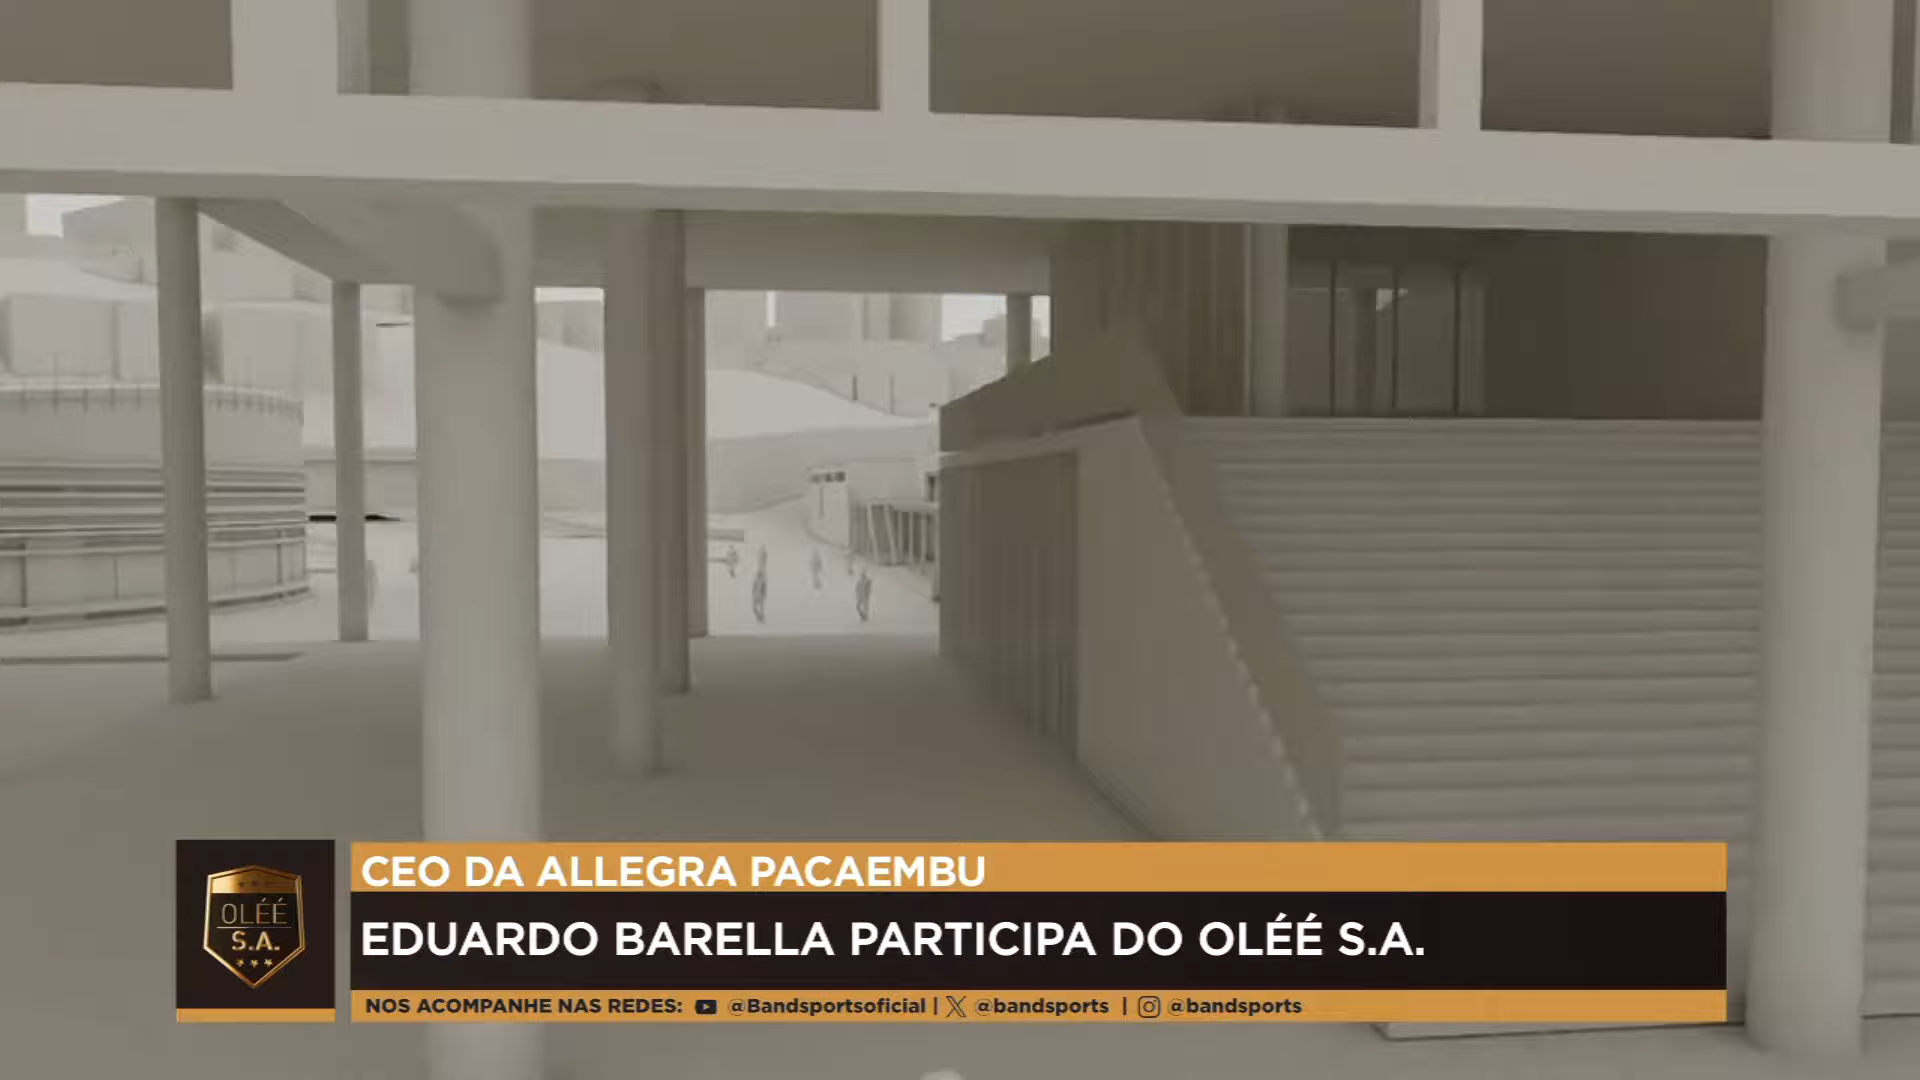 CEO DA ALLEGRA PACAEMBU
OLÉÉ
S.A.
EDUARDO BARELLA PARTICIPA DO OLÉÉ S.A.
NOS ACOMPANHE NAS REDES: @Bandsportsoficial | X @bandsports | @bandsports